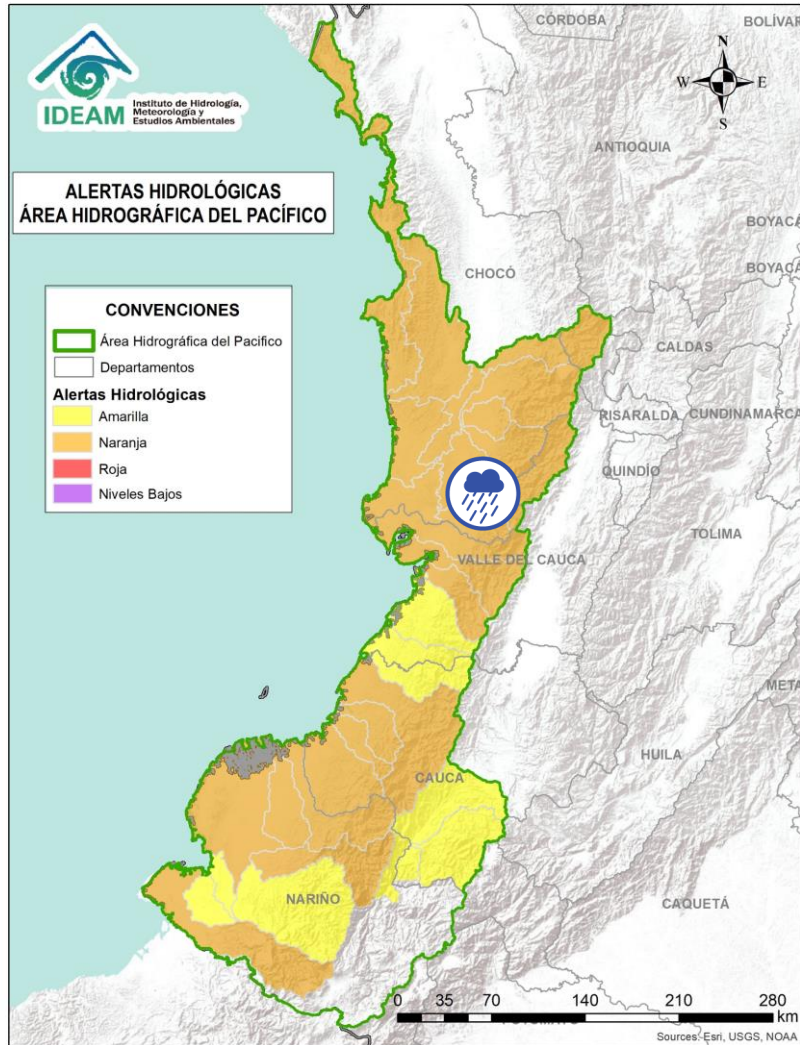 IDEAM
Instituto de Hidrología,
Meteorología y
Estudios Ambientales
ALERTAS HIDROLÓGICAS
ÁREA HIDROGRÁFICA DEL PACÍFICO
CONVENCIONES
Área Hidrográfica del Pacifico
Departamentos
Alertas Hidrológicas
Amarilla
Naranja
Roja
Niveles Bajos
CÓRDOBA
BOLÍVAR
N
W
E
S
ANTIOQUIA
BOYACÁ
CHOCÓ
BOYACÁ
CALDAS
RISARALDA
CUNDINAMARCA
QUINDÍO
TOLIMA
VALLE DEL CAUCA
META
HUILA
CAUCA
NARIÑO
CAQUETÁ
0 35 70 140 210 280
km
Sources: Esri, USGS, NOAA